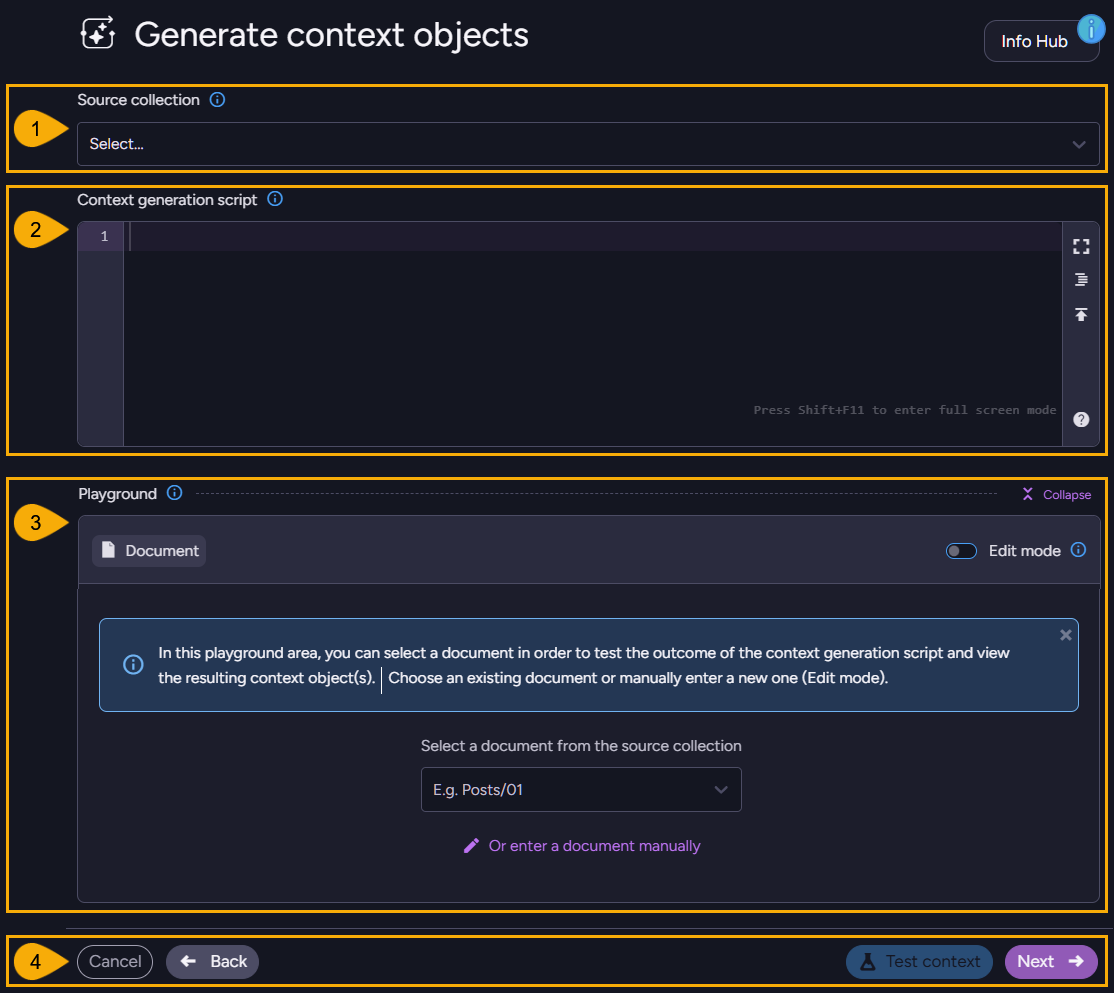 Generate context objects
Info Hub
Source collection
1
Select...
Context generation script
2
1
Press Shift+F11 to enter full screen mode
Playground
Collapse
3
Document
Edit mode
In this playground area, you can select a document in order to test the outcome of the context generation script and view
the resulting context object(s). Choose an existing document or manually enter a new one (Edit mode).
Select a document from the source collection
E.g. Posts/01
Or enter a document manually
4
Cancel
Back
Test context
Next